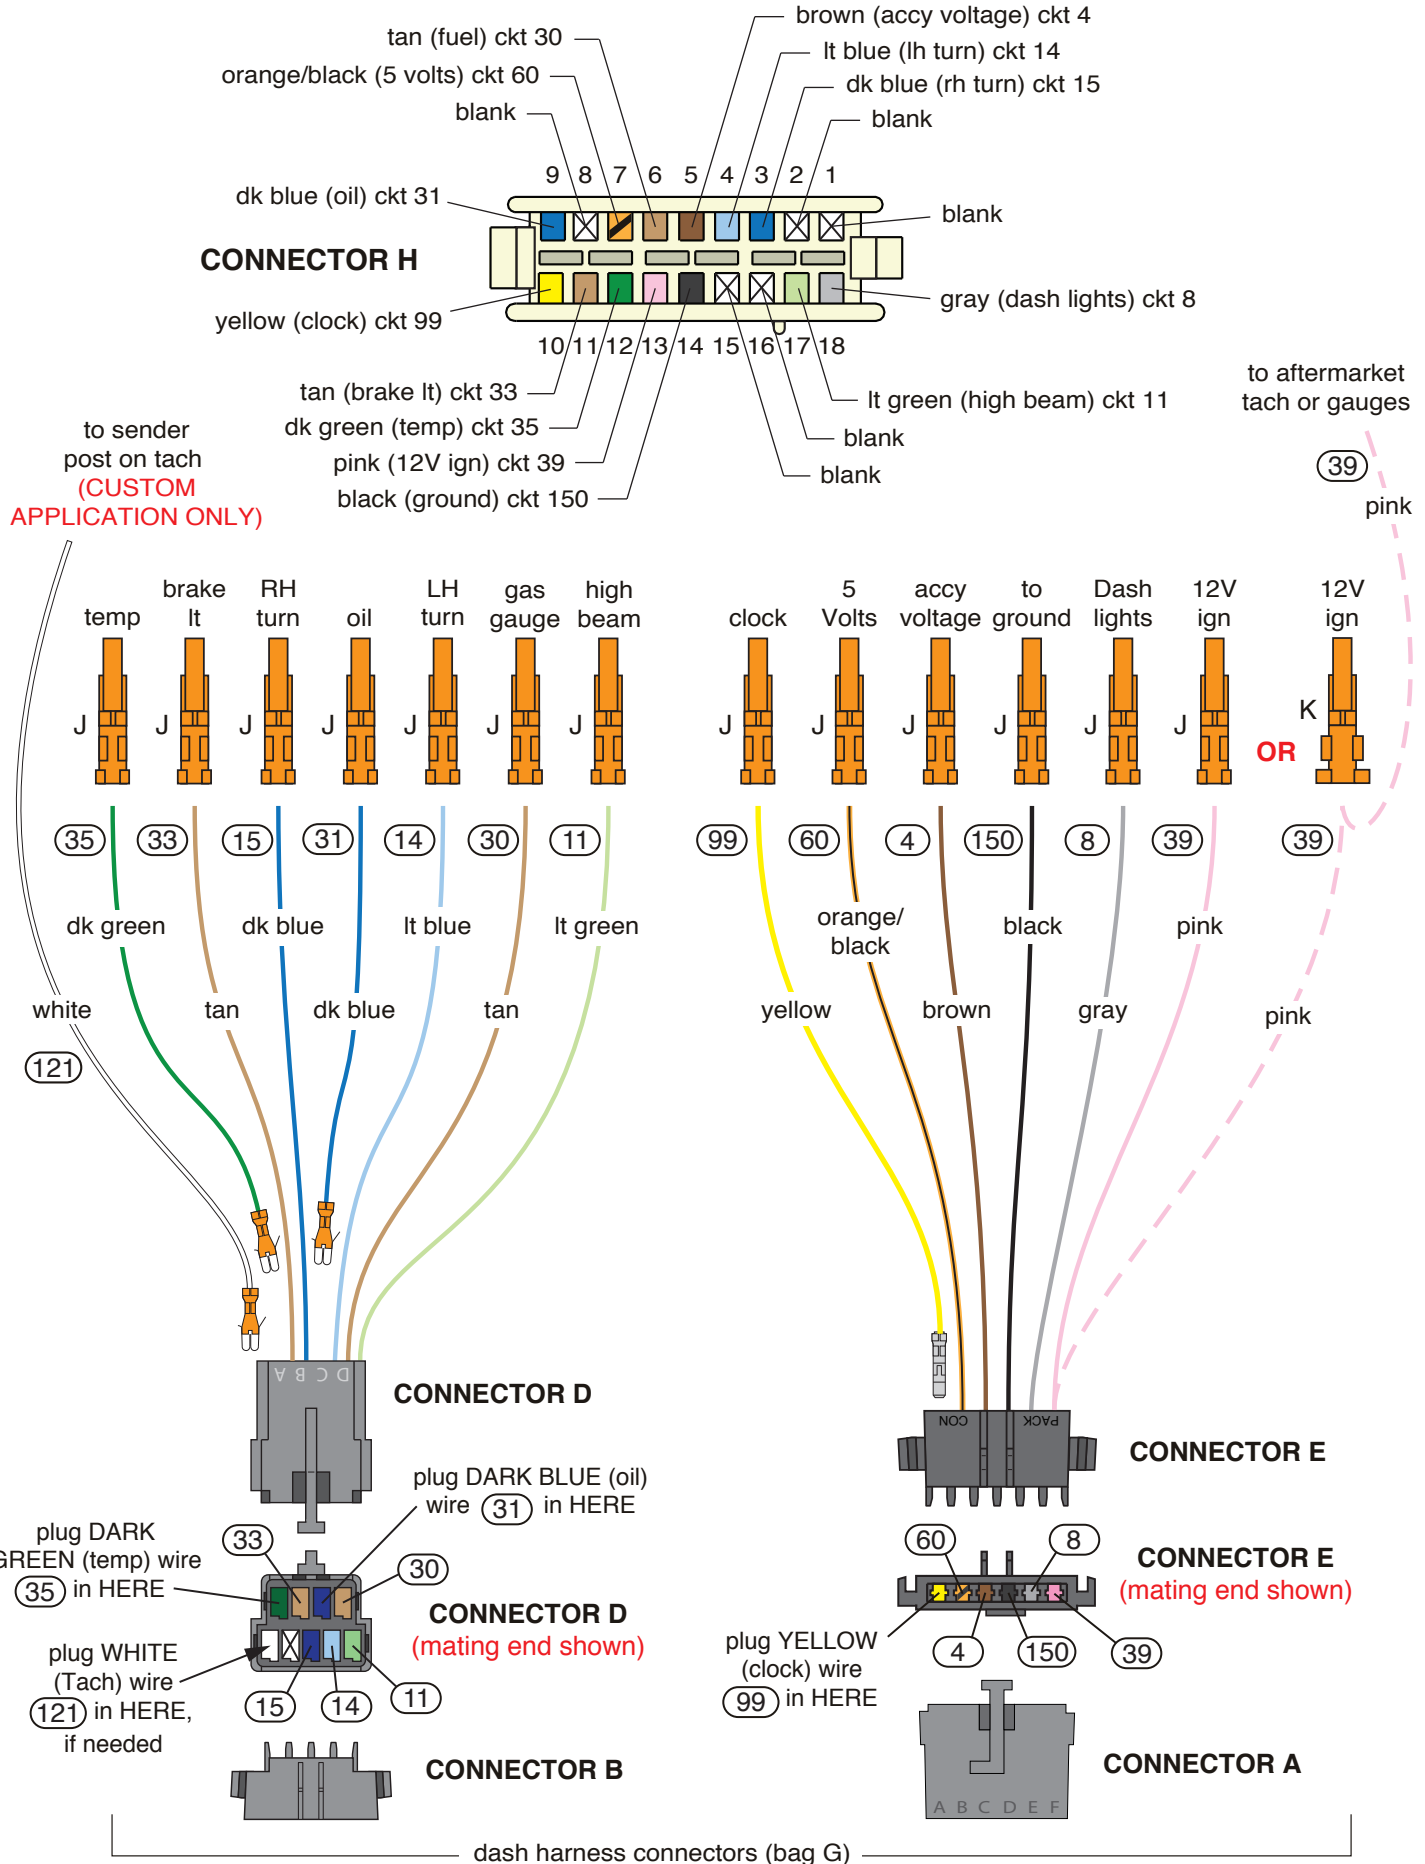 brown (accy voltage) ckt 4
tan (fuel) ckt 30
lt blue (lh turn) ckt 14
orange/black (5 volts) ckt 60
dk blue (rh turn) ckt 15
blank
blank
9 8 7 6 5 4 3 2 1
dk blue (oil) ckt 31
blank
CONNECTOR H
gray (dash lights) ckt 8
yellow (clock) ckt 99
10 11 12 13 14 15 16 17 18
tan (brake lt) ckt 33
lt green (high beam) ckt 11
dk green (temp) ckt 35
blank
pink (12V ign) ckt 39
blank
black (ground) ckt 150
to aftermarket
tach or gauges
39
pink
to sender
post on tach
(CUSTOM
APPLICATION ONLY)
temp
brake
lt
RH
turn
oil
LH
turn
gas
gauge
high
beam
clock
5
Volts
accy
voltage
to
ground
Dash
lights
12V
ign
12V
ign
J J J J J J J J J J J J J
OR
K
35 33 15 31 14 30 11 99 60 4 150 8 39 39
dk green
dk blue
lt blue
lt green
orange/
black
black
pink
white
tan
dk blue
tan
yellow
brown
gray
pink
121
A B C D
CONNECTOR D
CON
PACK
CONNECTOR E
plug DARK BLUE (oil)
wire 31 in HERE
plug DARK
GREEN (temp) wire
35 in HERE
33
30
CONNECTOR D
(mating end shown)
plug WHITE
(Tach) wire
121 in HERE,
if needed
15
14
11
CONNECTOR B
60
8
CONNECTOR E
(mating end shown)
plug YELLOW
(clock) wire
99 in HERE
4
150
39
CONNECTOR A
A B C D E F
dash harness connectors (bag G)